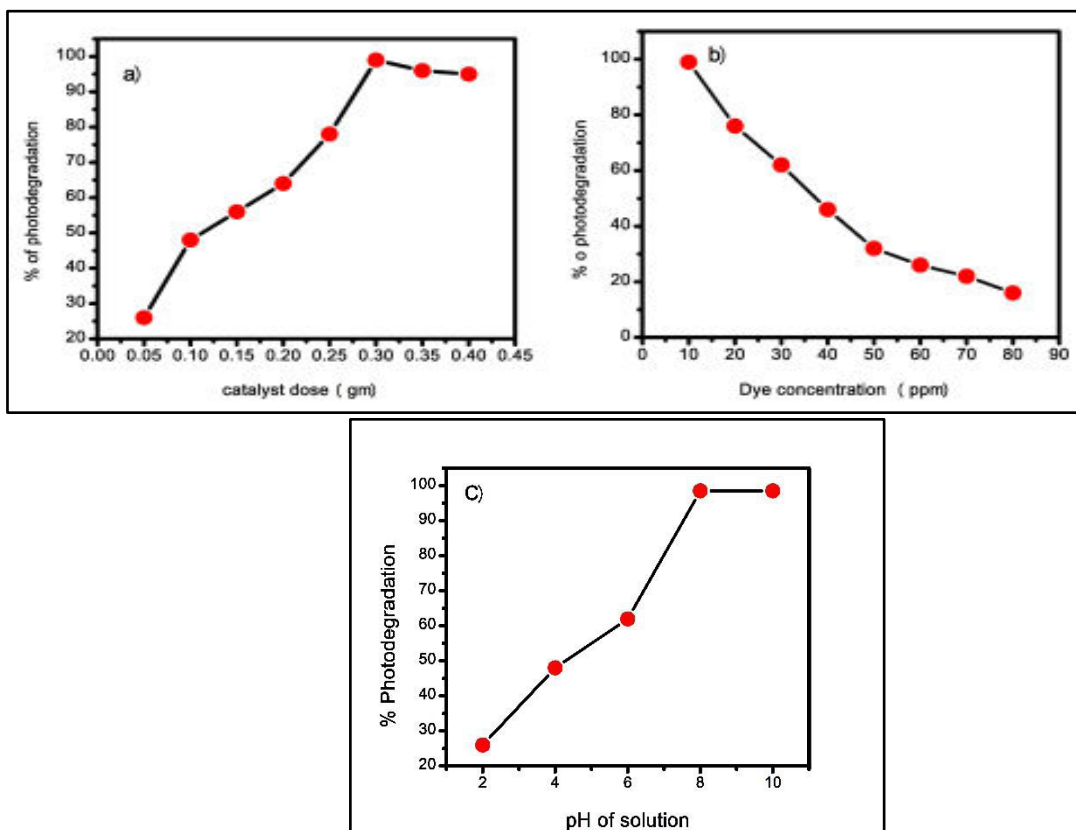 a)
% of photodegradation
100
90
80
70
60
50
40
30
20
0.00 0.05 0.10 0.15 0.20 0.25 0.30 0.35 0.40 0.45
catalyst dose ( gm)
b)
% o photodegradation
100
80
60
40
20
0
0 10 20 30 40 50 60 70 80 90
Dye concentration ( ppm)
C)
% Photodegradation
100
90
80
70
60
50
40
30
20
2 4 6 8 10
pH of solution